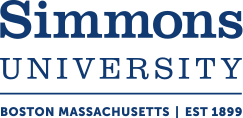 Simmons
UNIVERSITY
BOSTON MASSACHUSETTS | EST 1899